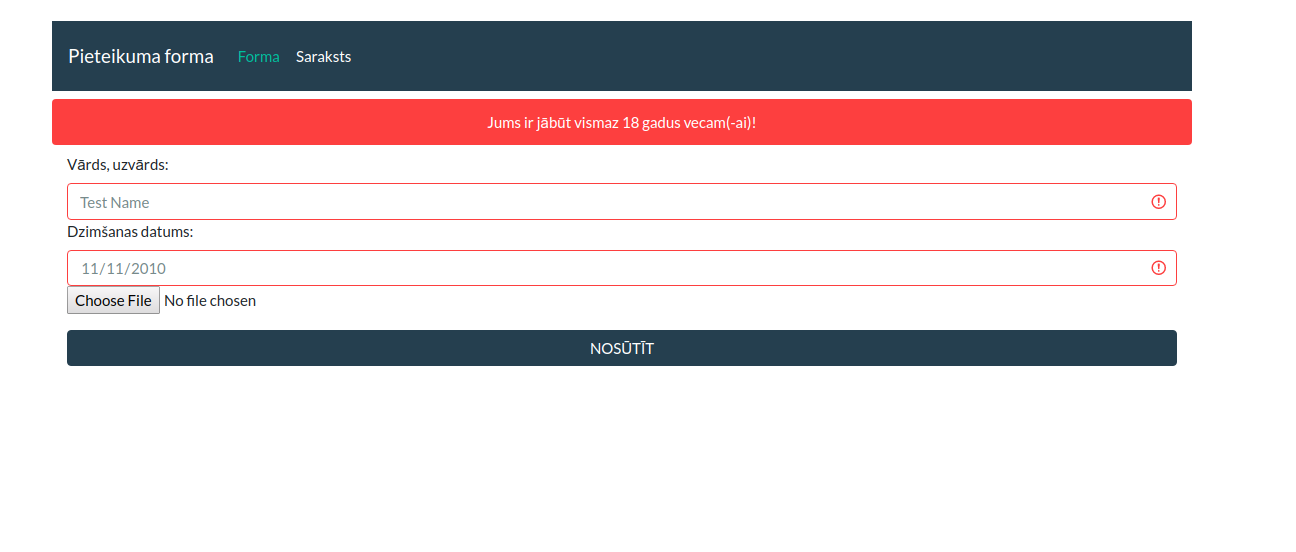 Pieteikuma forma Forma Saraksts
Jums ir jābūt vismaz 18 gadus vecam(-ai)!
Vārds, uzvārds:
Test Name
Dzimšanas datums:
11/11/2010
Choose File No file chosen
NOSŪTĪT